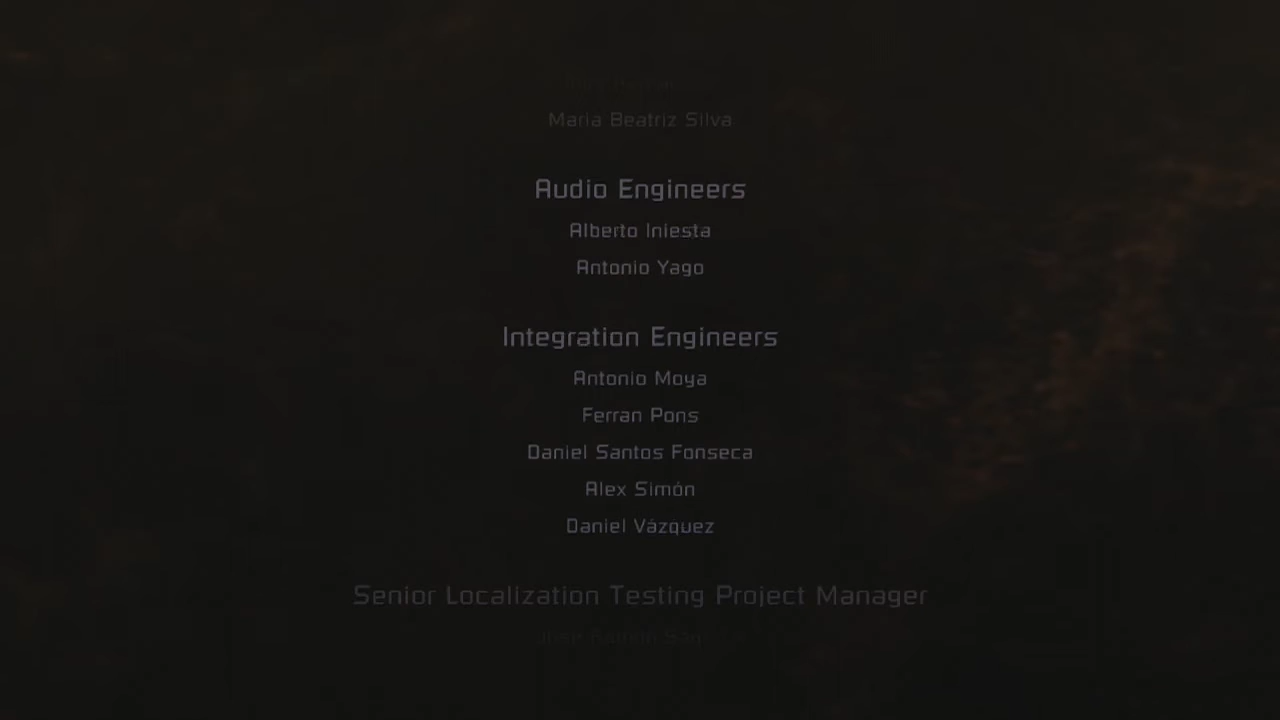 Maria Beatriz Silva
Audio Engineers
Alberto Iniesta
Antonio Yago
Integration Engineers
Antonio Moya
Ferran Pons
Daniel Santos Fonseca
Alex Simón
Daniel Vázquez
Senior Localization Testing Project Manager